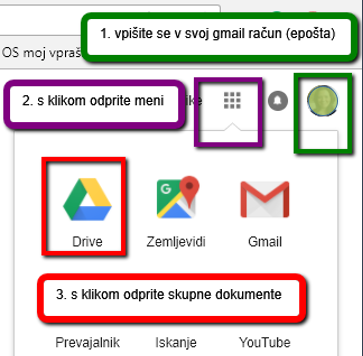 1. vpišite se v svoj gmail račun (epošta)
OS moj vpraš
2. s klikom odprite meni
Drive
Zemljevidi
Gmail
3. s klikom odprite skupne dokumente
Prevajalnik
Iskanje
YouTube